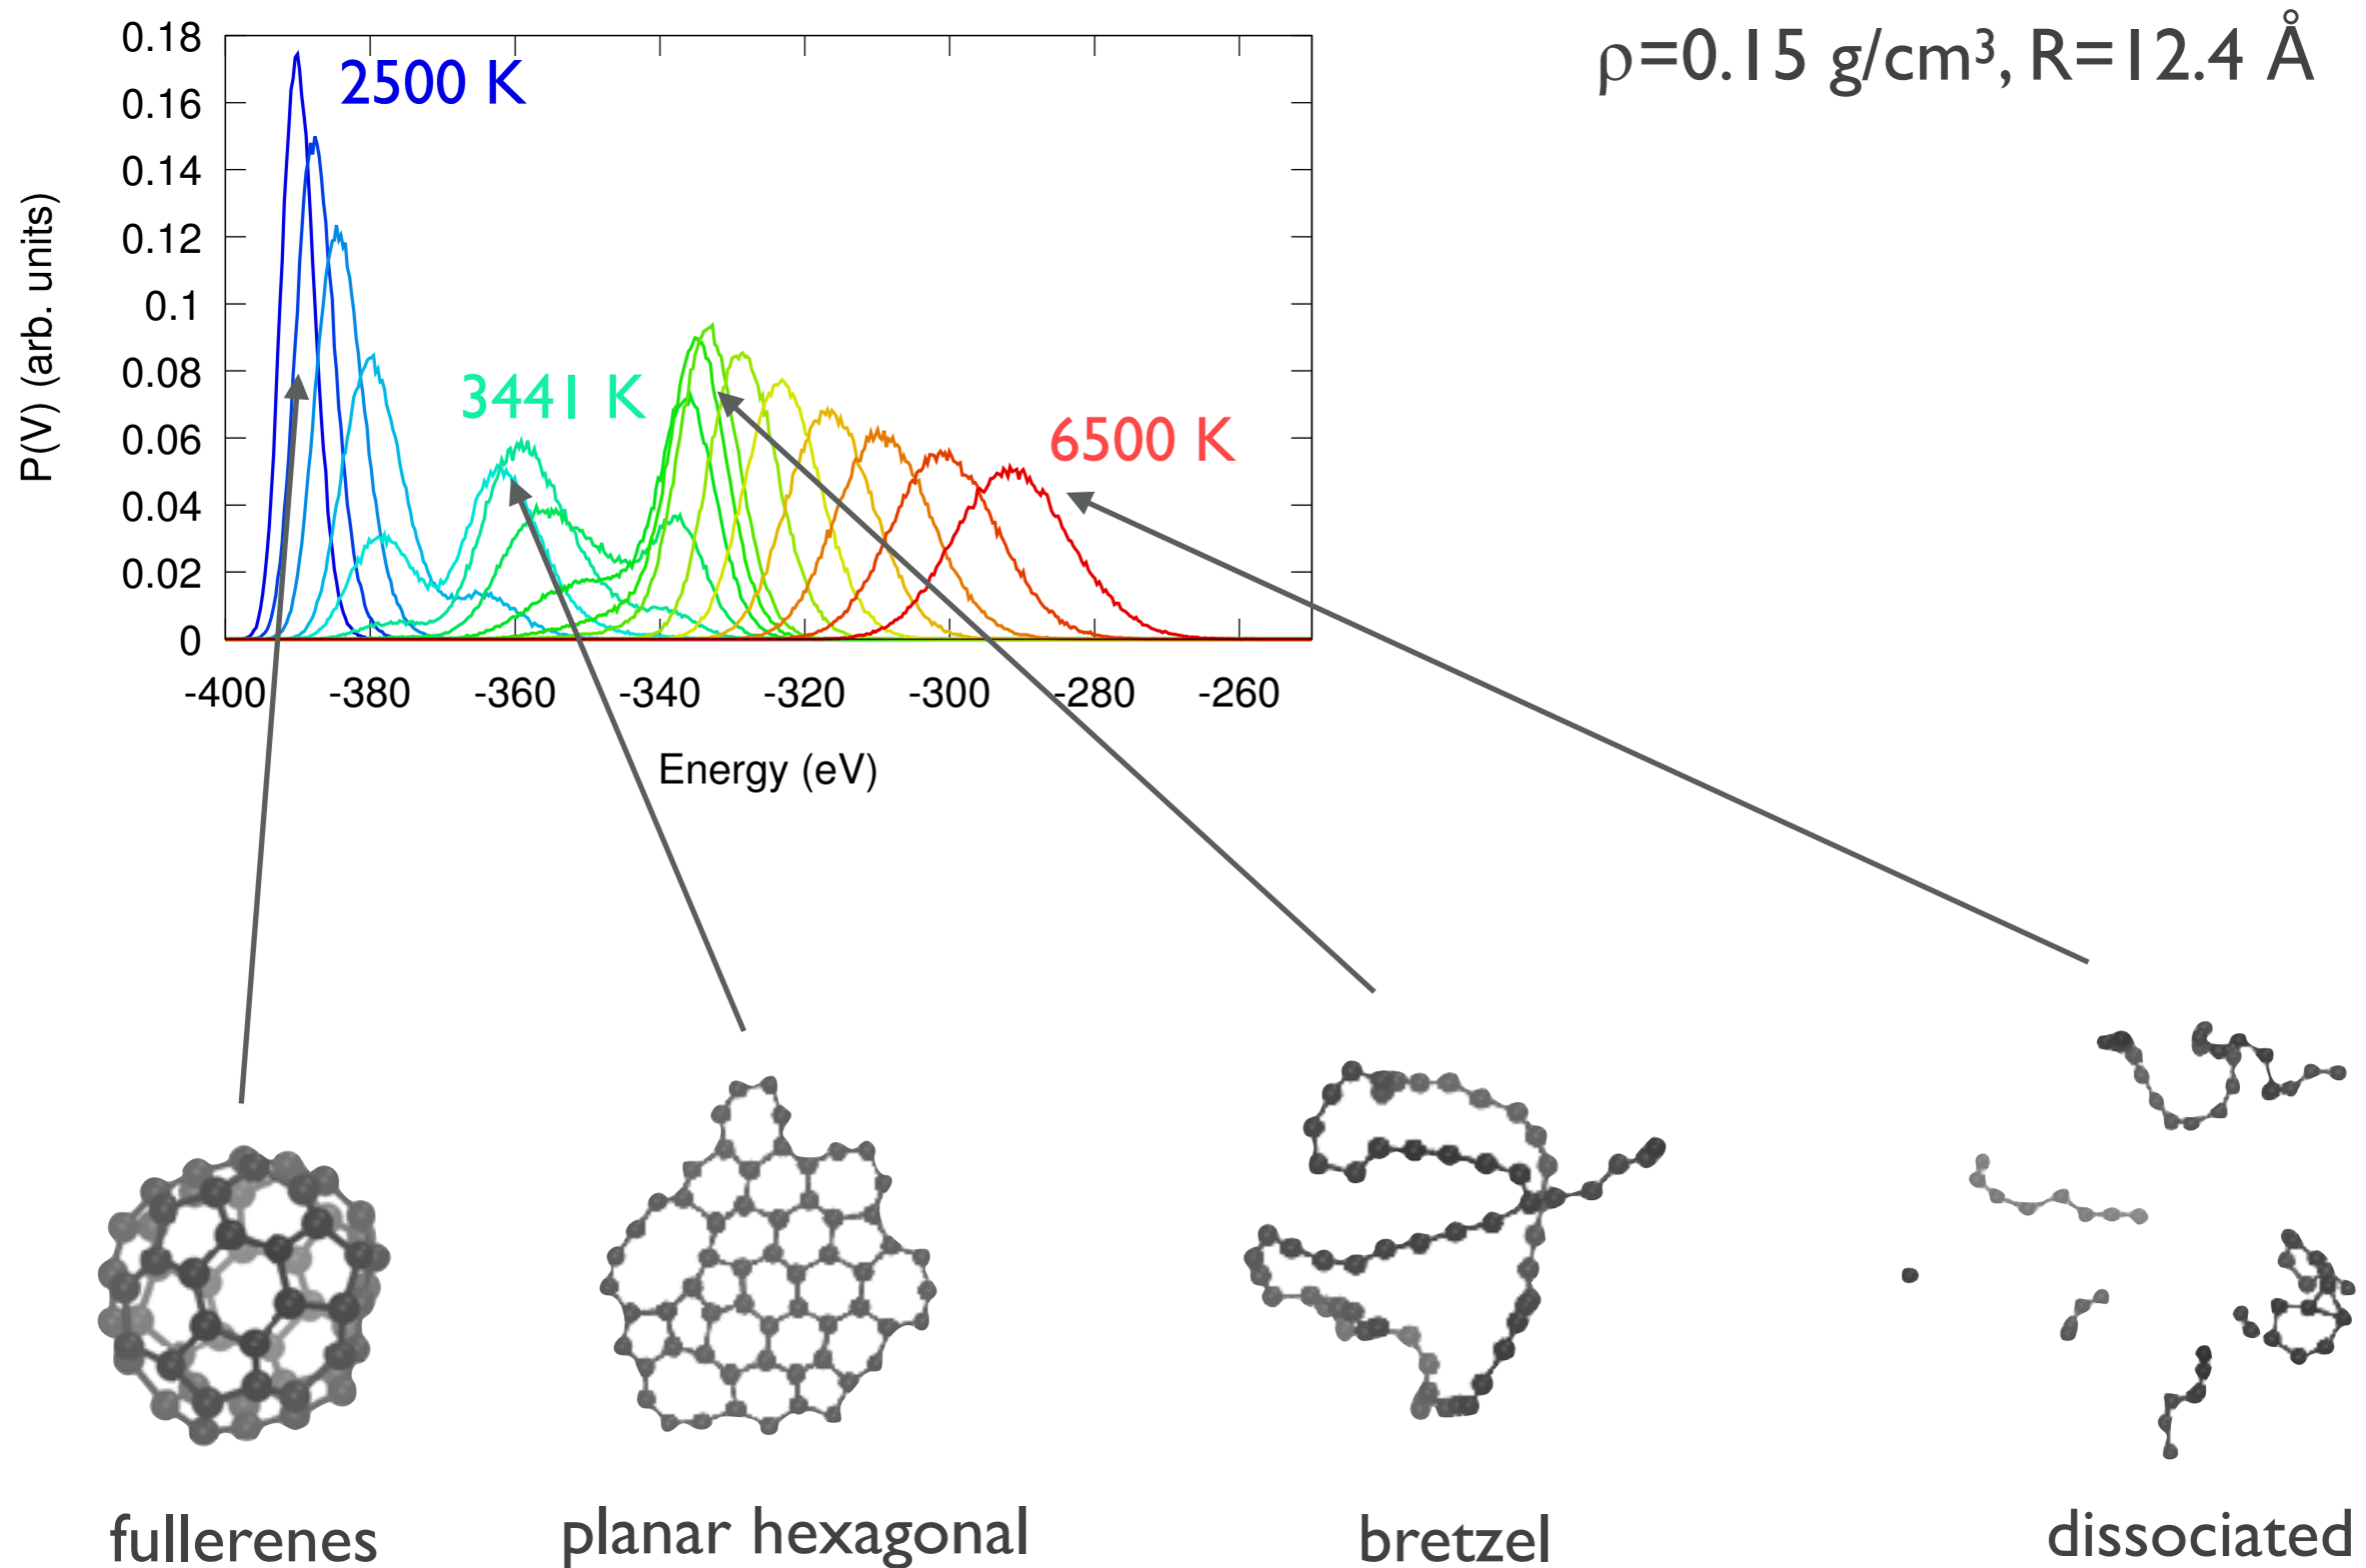 ρ=0.15 g/cm³, R=12.4 Å
0.18
0.16
0.14
0.12
0.1
0.08
0.06
0.04
0.02
0
P(V) (arb. units)
2500 K
3441 K
6500 K
-400 -380 -360 -340 -320 -300 -280 -260
Energy (eV)
fullerenes
planar hexagonal
bretzel
dissociated